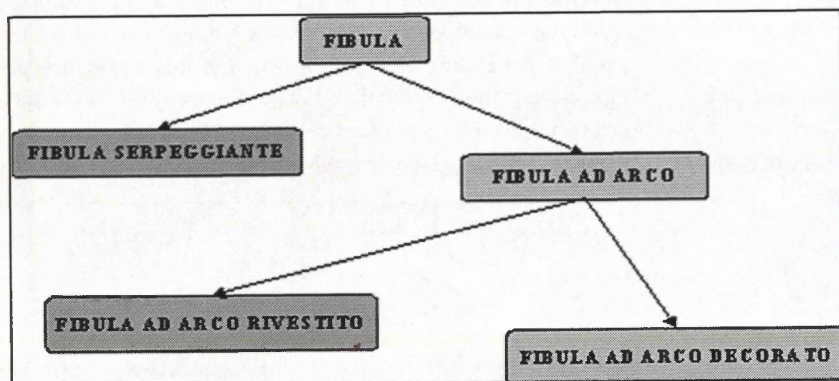 FIBULA
FIBULA SERPEGGIANTE
FIBULA AD ARCO
FIBULA AD ARCO RIVESTITO
FIBULA AD ARCO DECORATO